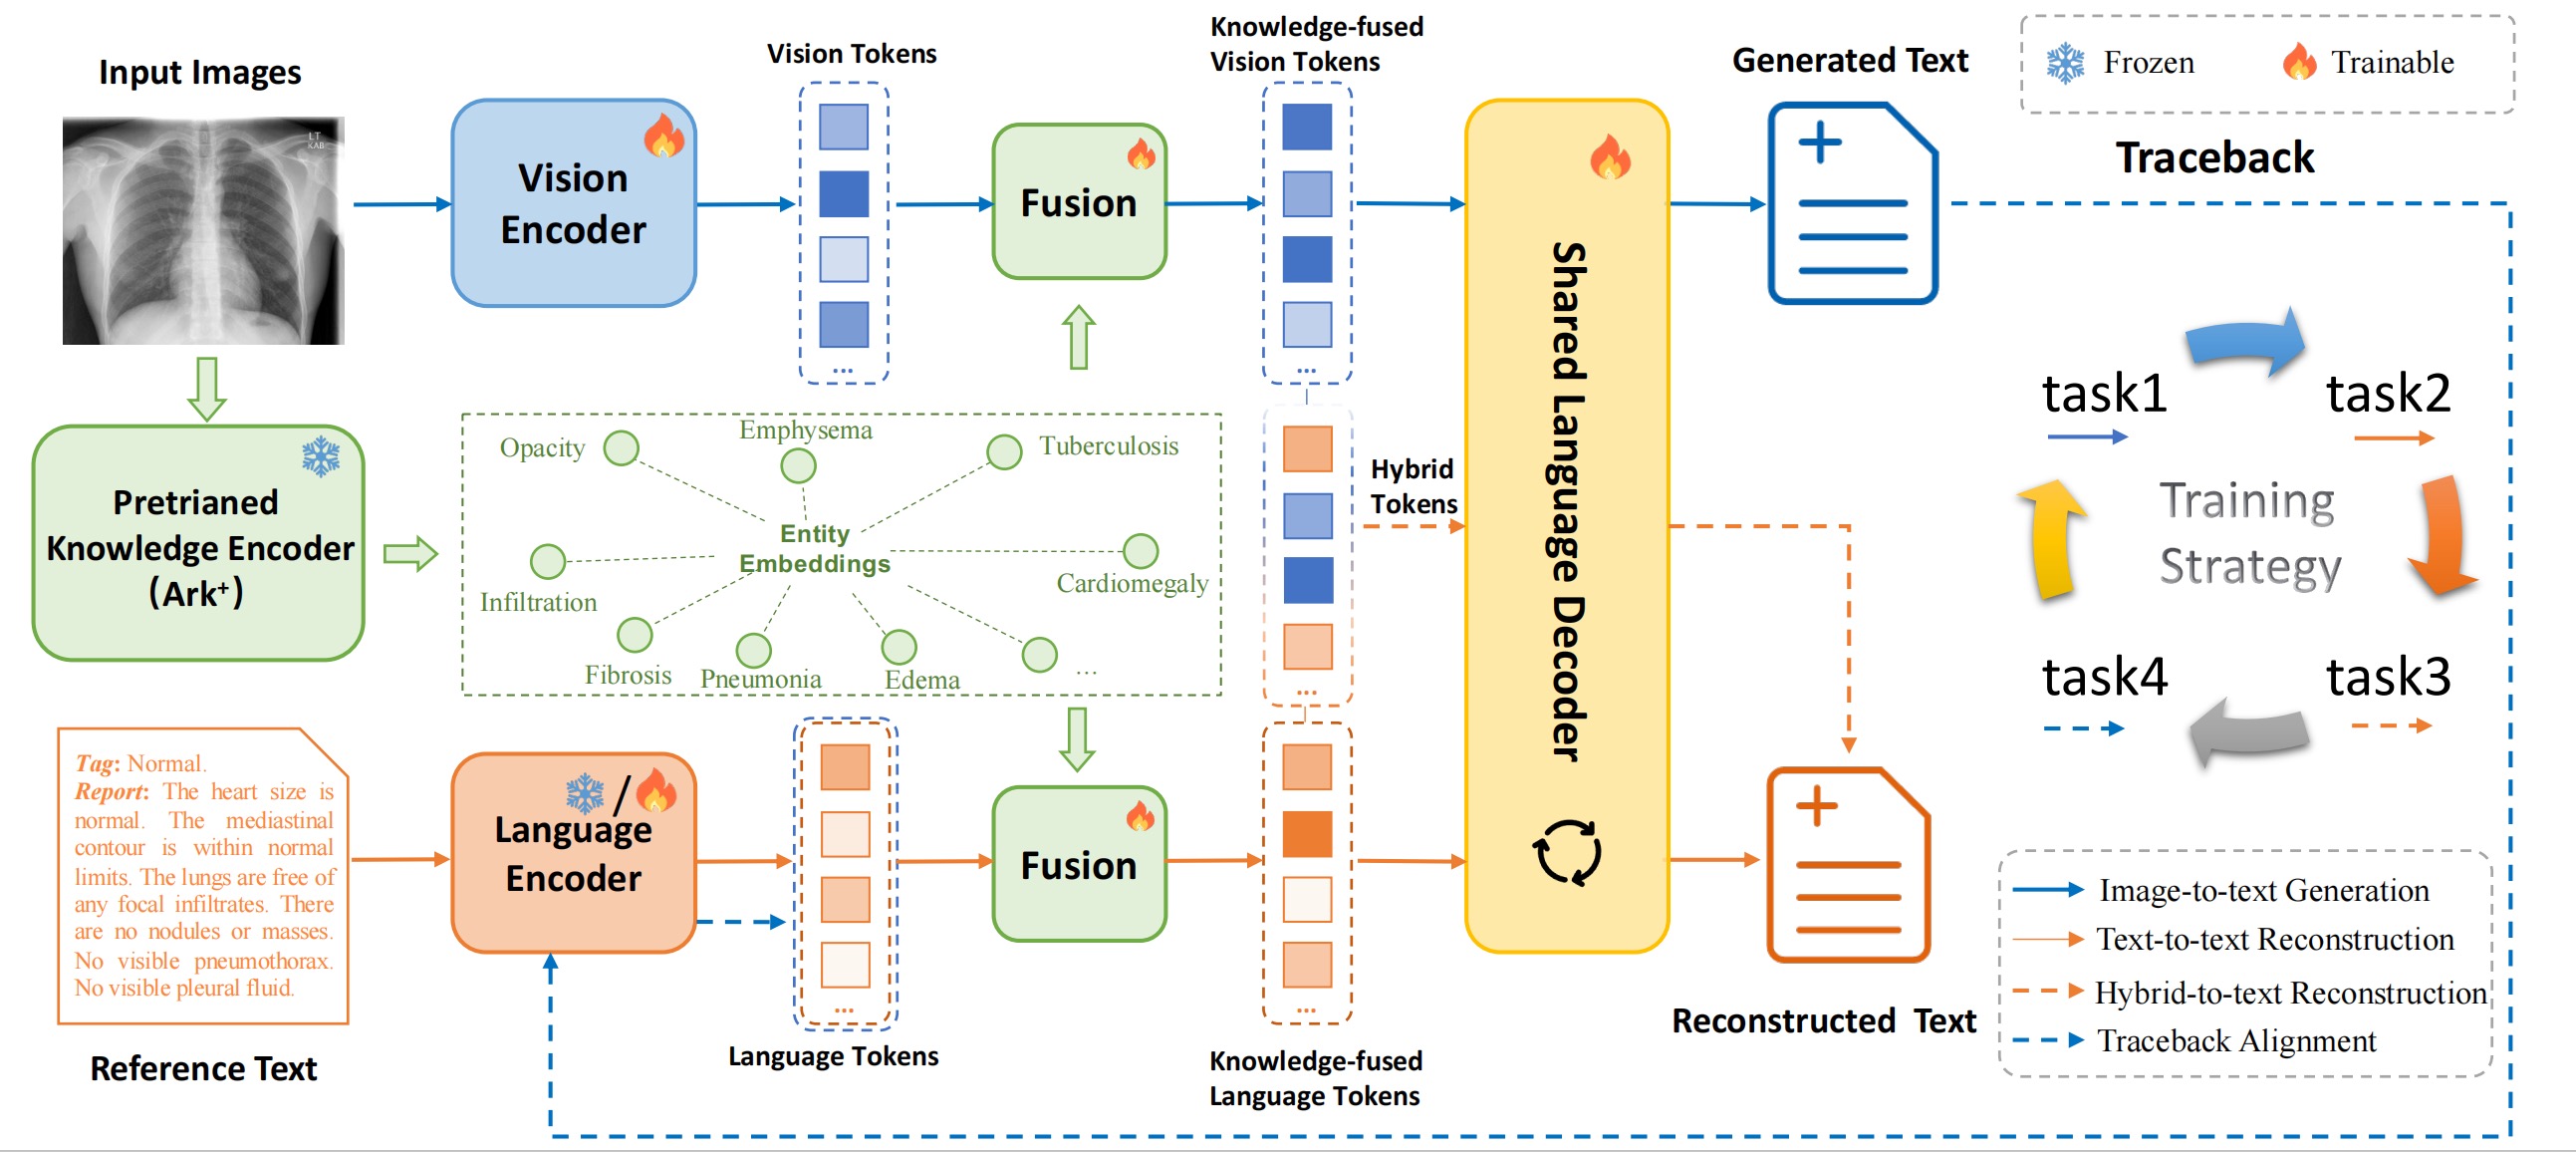 Input Images
LT
KAB
Vision
Encoder
Vision Tokens
...
Fusion
Knowledge-fused
Vision Tokens
...
Generated Text
Frozen
Trainable
Traceback
Pretrianed
Knowledge Encoder
(Ark+)
Opacity
Emphysema
Tuberculosis
Entity
Embeddings
Infiltration
Cardiomegaly
Fibrosis
Pneumonia
Edema
...
Hybrid
Tokens
...
Shared Language Decoder
task1
task2
Training
Strategy
task4
task3
Tag: Normal.
Report: The heart size is
normal. The mediastinal
contour is within normal
limits. The lungs are free of
any focal infiltrates. There
are no nodules or masses.
No visible pneumothorax.
No visible pleural fluid.
Reference Text
/
Language
Encoder
...
Language Tokens
Fusion
...
Knowledge-fused
Language Tokens
Reconstructed Text
Image-to-text Generation
Text-to-text Reconstruction
Hybrid-to-text Reconstruction
Traceback Alignment